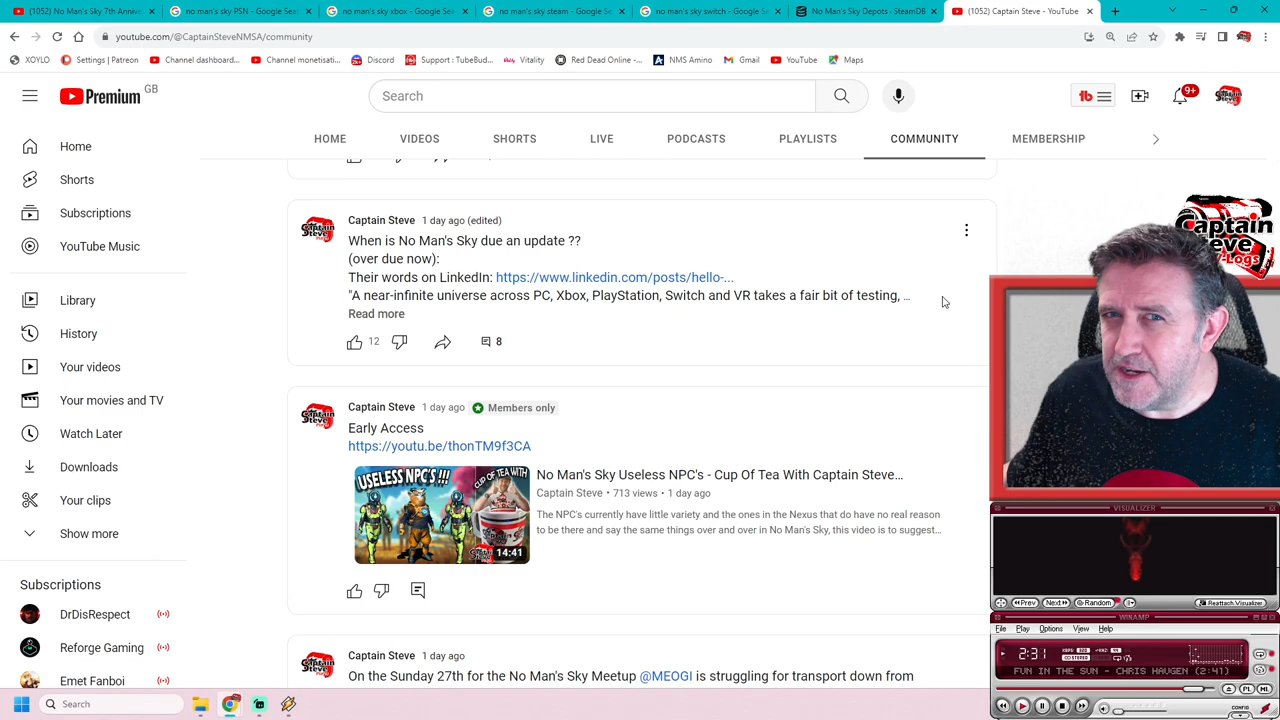 (1052) No Man's Sky 7th Annive
no man's sky PSN - Google Sea
no man's sky xbox - Google Se
no man's sky steam - Google Se
no man's sky switch - Google Se
No Man's Sky Depots - SteamDB
(1052) Captain Steve - YouTube
youtube.com/@CaptainSteveNMSA/community
XOYLO
Settings | Patreon
Channel dashboard...
Channel monetisati...
Discord
Support : TubeBud...
Vitality
Red Dead Online -...
NMS Amino
Gmail
YouTube
Maps
Premium GB
Search
tb
9+
HOME
VIDEOS
SHORTS
LIVE
PODCASTS
PLAYLISTS
COMMUNITY
MEMBERSHIP
Home
Shorts
Subscriptions
YouTube Music
Library
History
Your videos
Your movies and TV
Watch Later
Downloads
Your clips
Show more
Subscriptions
DrDisRespect
Reforge Gaming
Emet Fanboi
Captain Steve 1 day ago (edited)
When is No Man's Sky due an update ??
(over due now):
Their words on LinkedIn: https://www.linkedin.com/posts/hello-...
"A near-infinite universe across PC, Xbox, PlayStation, Switch and VR takes a fair bit of testing, ...
Read more
12
8
Captain Steve 1 day ago Members only
Early Access
https://youtu.be/thonTM9f3CA
USELESS NPC'S !!!
CUP OF TEA WITH
14:41
No Man's Sky Useless NPC's - Cup Of Tea With Captain Steve...
Captain Steve • 713 views • 1 day ago
The NPC's currently have little variety and the ones in the Nexus that do have no real reason
to be there and say the same things over and over in No Man's Sky, this video is to suggest...
Captain Steve 1 day ago
On the Sunday 27th for the No Man's Sky Meetup @MEOGI is struggling for transport down from
Captain
Steve
V-Logs
VISUALIZER
Prev
Next
Random
Reattach Visualizer
WINAMP
File Play Options View Help
2:31
STEREO
FUN IN THE SUN - CHRIS HAUGEN (2:41)
PL
ML
CONFIG
Search